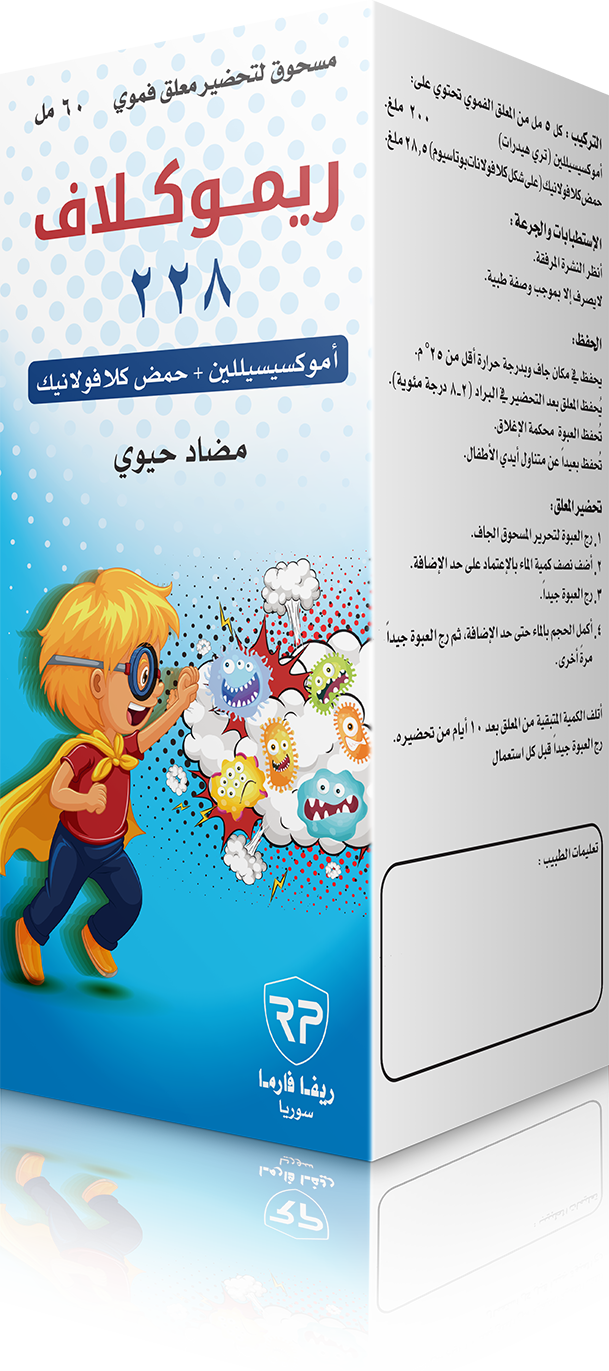 مسحوق لتحضير معلق فموي ٦٠ مل
ريموكلاف
٢٢٨
أموكسيسيللين + حمض كلافولانيك
مضاد حيوي
RP
ريفا فارما
سوريا
التركيب : كل ٥ مل من المعلق الفموي تحتوي على:
أموكسيسيللين (تري هيدرات) ٢٠٠ ملغ.
حمض كلافولانيك (على شكل كلافولانات بوتاسيوم) ٢٨,٥ ملغ.
الإستطبابات والجرعة :
أنظر النشرة المرفقة.
لايصرف إلا بموجب وصفة طبية.
الحفظ:
يحفظ في مكان جاف وبدرجة حرارة أقل من ٢٥° م.
يُحفظ المعلق بعد التحضير في البراد (٢-٨ درجة مئوية).
تُحفظ العبوة محكمة الإغلاق.
تُحفظ بعيداً عن متناول أيدي الأطفال.
تحضير المعلق:
١. رج العبوة لتحرير المسحوق الجاف.
٢. أضف نصف كمية الماء بالإعتماد على حد الإضافة.
٣. رج العبوة جيداً.
٤. أكمل الحجم بالماء حتى حد الإضافة، ثم رج العبوة جيداً
مرةً أخرى.
أتلف الكمية المتبقية من المعلق بعد ١٠ أيام من تحضيره.
رج العبوة جيداً قبل كل استعمال
تعليمات الطبيب :